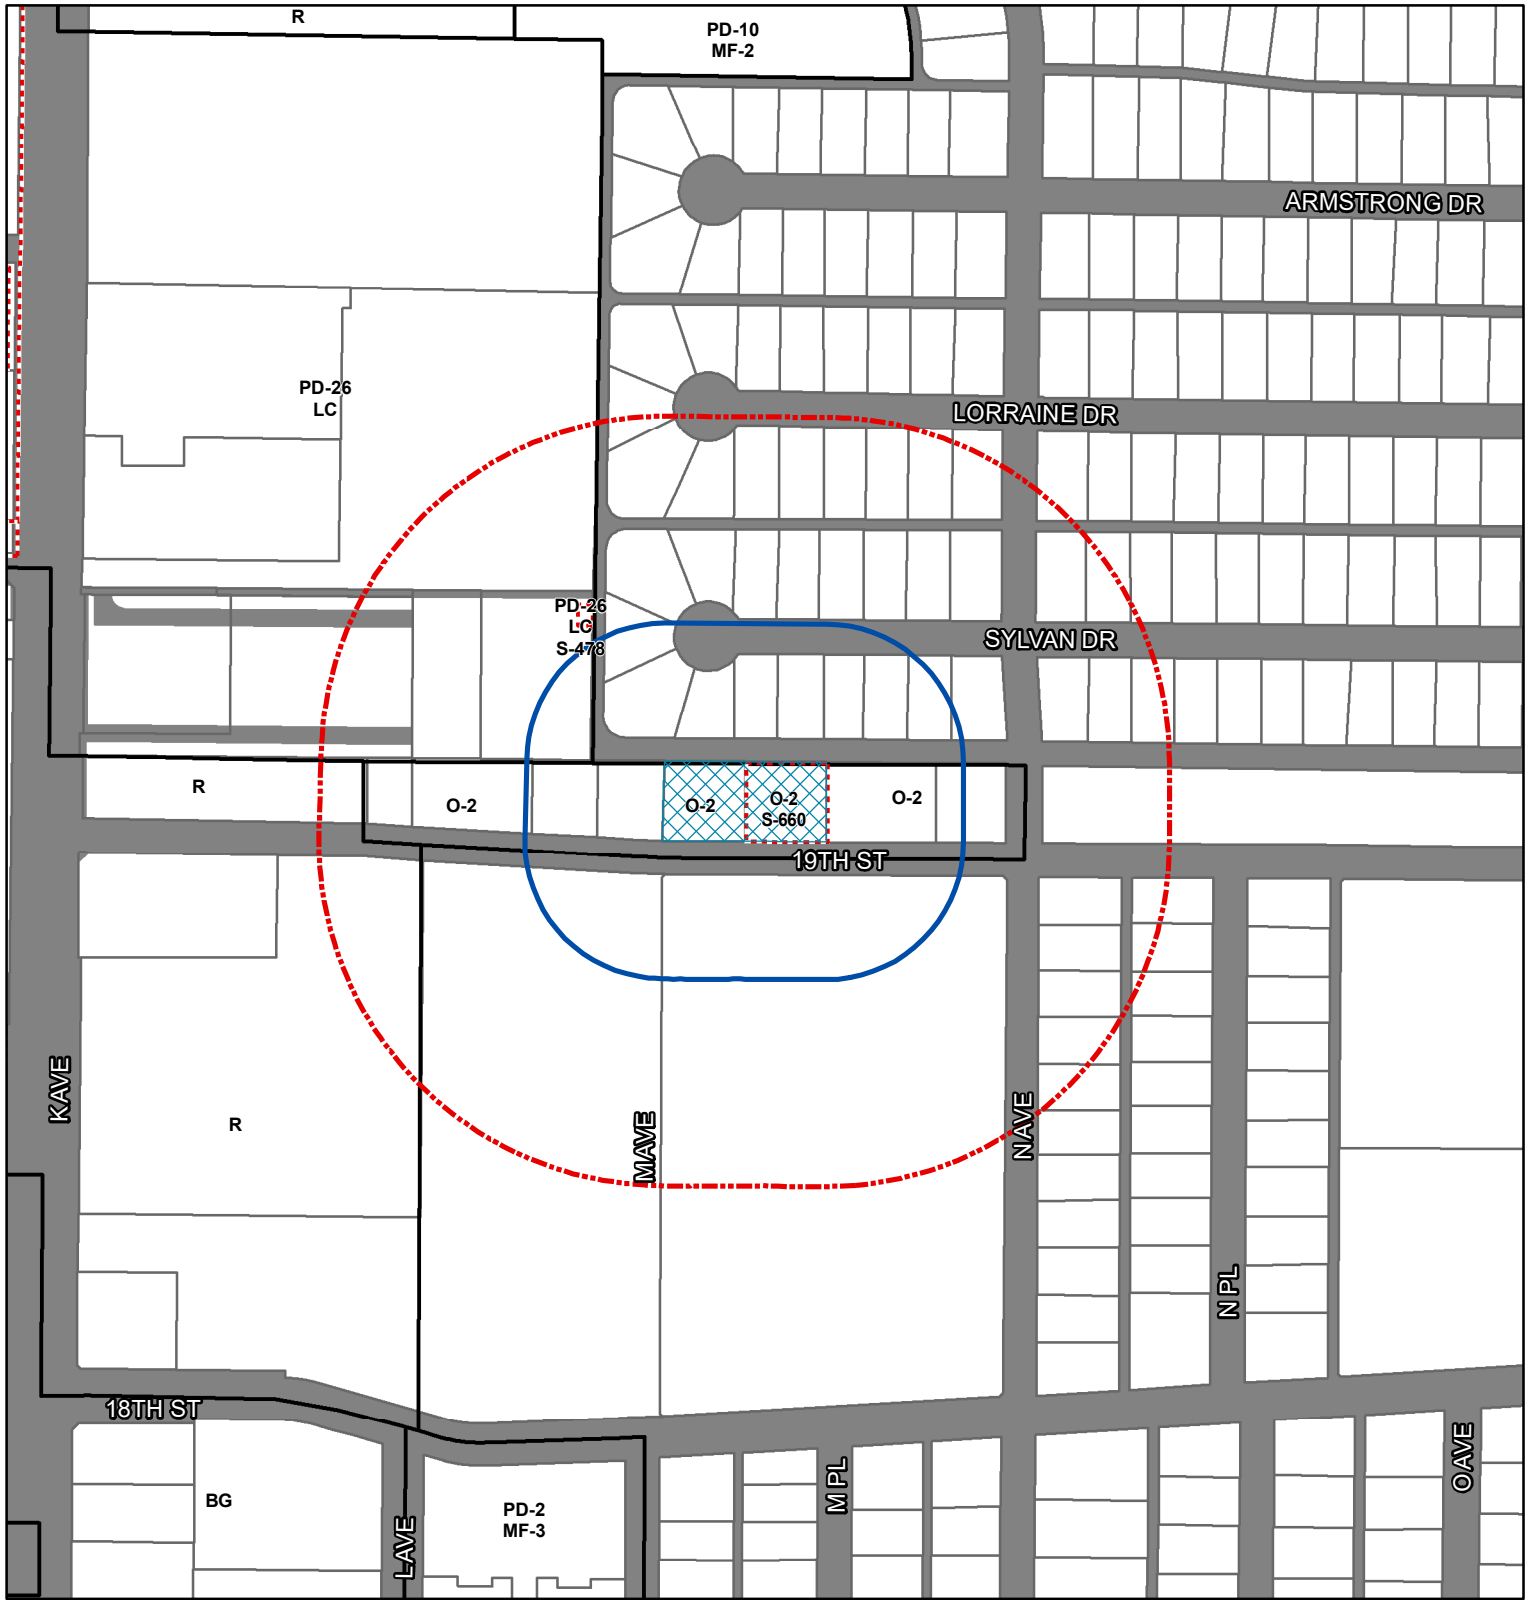 R
PD-10
MF-2
ARMSTRONG DR
PD-26
LC
LORRAINE DR
PD-26
LC
S-478
SYLVAN DR
R
O-2
O-2
O-2
S-660
O-2
19TH ST
K AVE
R
M AVE
N AVE
N PL
18TH ST
BG
L AVE
PD-2
MF-3
M PL
O AVE